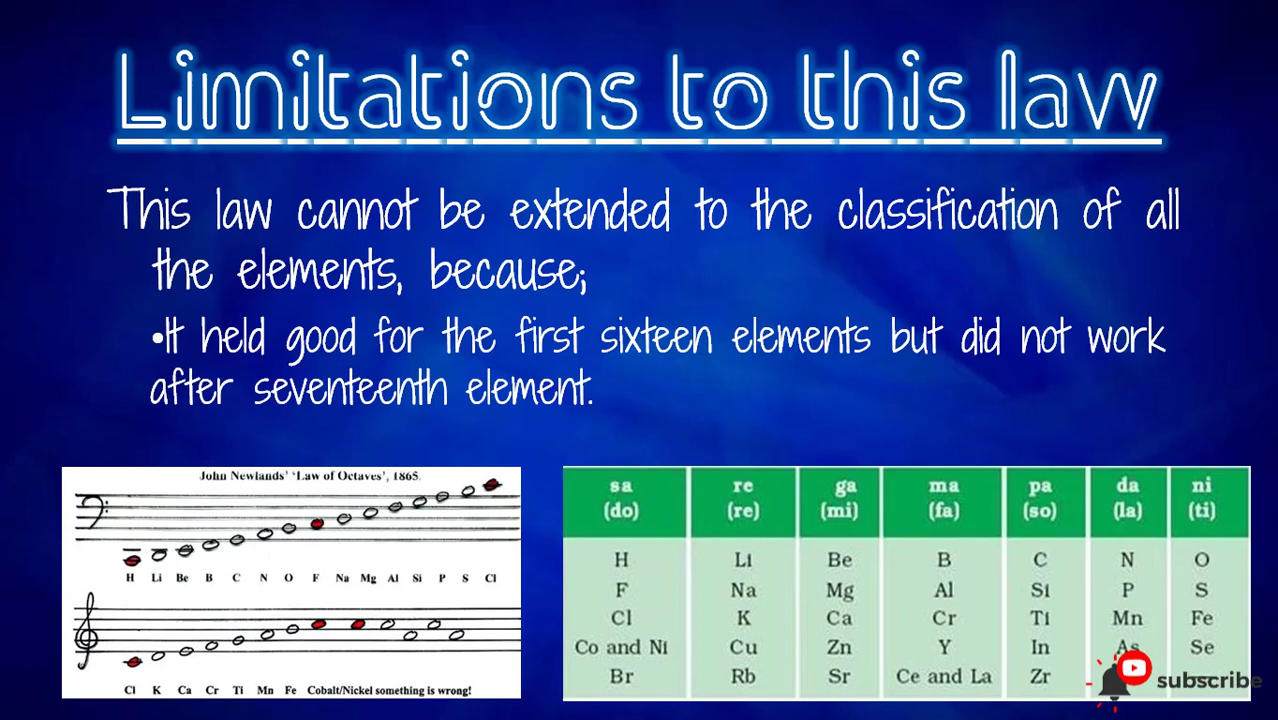 Limitations to this law
This law cannot be extended to the classification of all
the elements, because;
•It held good for the first sixteen elements but did not work
after seventeenth element.
John Newlands' 'Law of Octaves', 1865.
H Li Be B C N O F Na Mg Al Si P S Cl
Cl K Ca Cr Ti Mn Fe Cobalt/Nickel something is wrong!
sa re ga ma pa da ni
(do) (re) (mi) (fa) (so) (la) (ti)
H Li Be B C N O
F Na Mg Al Si P S
Cl K Ca Cr Ti Mn Fe
Co and Ni Cu Zn Y In As Se
Br Rb Sr Ce and La Zr
subscribe